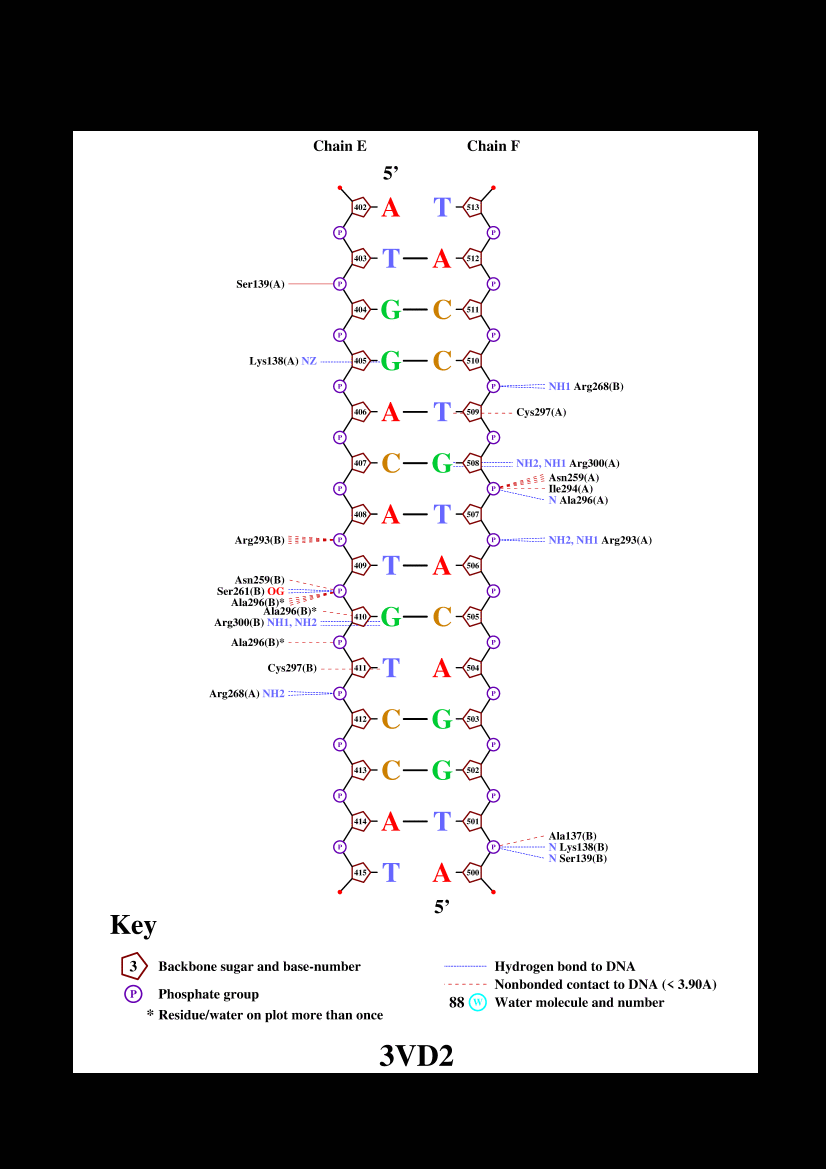 Chain E Chain F
5’
402 A T 513
P P
403 T A 512
Ser139(A) P P
404 G C 511
P P
Lys138(A) NZ 405 G C 510
P P NH1 Arg268(B)
406 A T 509 Cys297(A)
P P
407 C G 508 NH2, NH1 Arg300(A)
Asn259(A)
P P Ile294(A)
N Ala296(A)
408 A T 507
Arg293(B) P P NH2, NH1 Arg293(A)
409 T A 506
Asn259(B)
Ser261(B) OG P P
Ala296(B)*
Ala296(B)*
410 G C 505
Arg300(B) NH1, NH2
Ala296(B)* P P
Cys297(B) 411 T A 504
Arg268(A) NH2 P P
412 C G 503
P P
413 C G 502
P P
414 A T 501
Ala137(B)
P P N Lys138(B)
N Ser139(B)
415 T A 500
5’
Key
3 Backbone sugar and base-number
P Phosphate group
* Residue/water on plot more than once
Hydrogen bond to DNA
Nonbonded contact to DNA (< 3.90A)
88 W Water molecule and number
3VD2